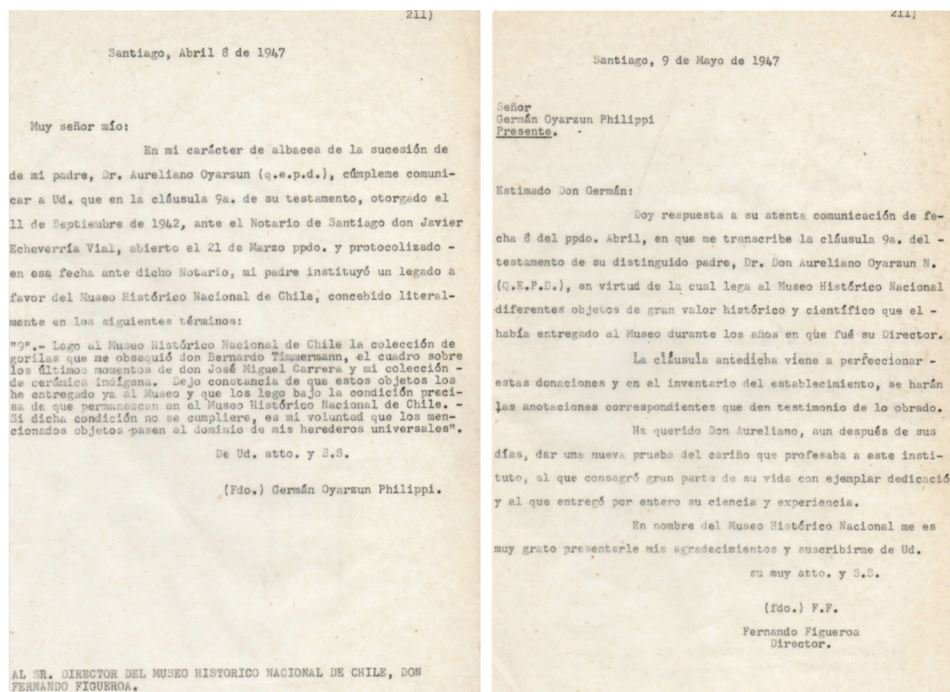 211)
Santiago, Abril 8 de 1947
Muy señor mío:
En mi carácter de albacea de la sucesión de
de mi padre, Dr. Aureliano Oyarzun (q.e.p.d.), cúmpleme comuni-
car a Ud. que en la cláusula 9a. de su testamento, otorgado el
11 de Septiembre de 1942, ante el Notario de Santiago don Javier
Echeverría Vial, abierto el 21 de Marzo ppdo. y protocolizado -
en esa fecha ante dicho Notario, mi padre instituyó un legado a
favor del Museo Histórico Nacional de Chile, concebido literal-
mente en los siguientes términos:
"9°.- Lego al Museo Histórico Nacional de Chile la colección de
gorilas que me obsequió don Bernardo Timmermann, el cuadro sobre
los últimos momentos de don José Miguel Carrera y mi colección -
de cerámica indígena. Dejo constancia de que estos objetos los
he entregado ya al Museo y que los lego bajo la condición preci-
sa de que permanezcan en el Museo Histórico Nacional de Chile. -
Si dicha condición no se cumpliere, es mi voluntad que los men-
cionados objetos pasen al dominio de mis herederos universales".
De Ud. atto. y S.S.
(Fdo.) Germán Oyarzun Philippi.
AL SR. DIRECTOR DEL MUSEO HISTORICO NACIONAL DE CHILE, DON
FERNANDO FIGUEROA.
211)
Santiago, 9 de Mayo de 1947
Señor
Germán Oyarzun Philippi
Presente.
Estimado Don Germán:
Doy respuesta a su atenta comunicación de fe-
cha 8 del ppdo. Abril, en que me transcribe la cláusula 9a. del -
testamento de su distinguido padre, Dr. Don Aureliano Oyarzun N.
(Q.E.P.D.), en virtud de la cual lega al Museo Histórico Nacional
diferentes objetos de gran valor histórico y científico que el -
había entregado al Museo durante los años en que fué su Director.
La cláusula antedicha viene a perfeccionar -
estas donaciones y en el inventario del establecimiento, se harán
las anotaciones correspondientes que den testimonio de lo obrado. -
Ha querido Don Aureliano, aun después de sus
días, dar una nueva prueba del cariño que profesaba a este insti-
tuto, al que consagró gran parte de su vida con ejemplar dedicació
y al que entregó por entero su ciencia y experiencia.
En nombre del Museo Histórico Nacional me es
muy grato presentarle mis agradecimientos y suscribirme de Ud.
su muy atto. y S.S.
(fdo.) F.F.
Fernando Figueroa
Director.